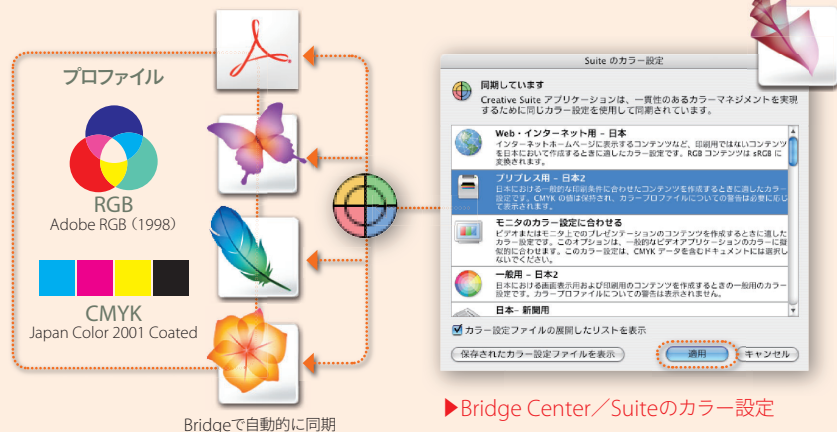 プロファイル
RGB
Adobe RGB（1998）
CMYK
Japan Color 2001 Coated
Bridgeで自動的に同期
Suite のカラー設定
同期しています
Creative Suite アプリケーションは、一貫性のあるカラーマネジメントを実現
するために同じカラー設定を使用して同期されています。
Web・インターネット用 - 日本
インターネットホームページに表示するコンテンツなど、印刷用ではないコンテンツ
を日本において作成するときに適したカラー設定です。RGB コンテンツは sRGB に
変換されます。
プリプレス用 - 日本2
日本における一般的な印刷条件に合わせたコンテンツを作成するときに適したカラー
設定です。CMYK の値は保持され、カラープロファイルについての警告は必要に応じ
て表示されます。
モニタのカラー設定に合わせる
ビデオまたはモニタ上でのプレゼンテーションのコンテンツを作成するときに適した
カラー設定です。このオプションは、一般的なビデオアプリケーションのカラーに擬
似的に合わせます。このカラー設定は、CMYK データを含むドキュメントには選択し
ないでください。
一般用 - 日本2
日本における画面表示用および印刷用のコンテンツを作成するときの一般用のカラー
設定です。カラープロファイルについての警告は表示されません。
日本- 新聞用
カラー設定ファイルの展開したリストを表示
保存されたカラー設定ファイルを表示
適用
キャンセル
▶Bridge Center／Suiteのカラー設定